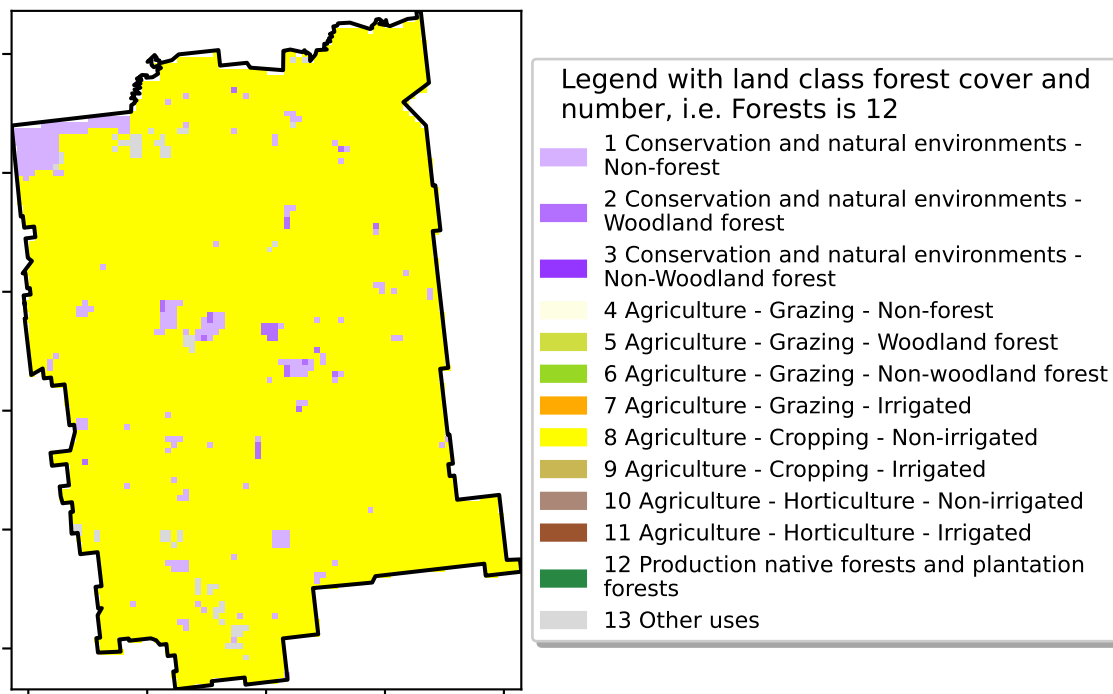 Legend with land class forest cover and
number, i.e. Forests is 12
1 Conservation and natural environments -
Non-forest
2 Conservation and natural environments -
Woodland forest
3 Conservation and natural environments -
Non-Woodland forest
4 Agriculture - Grazing - Non-forest
5 Agriculture - Grazing - Woodland forest
6 Agriculture - Grazing - Non-woodland forest
7 Agriculture - Grazing - Irrigated
8 Agriculture - Cropping - Non-irrigated
9 Agriculture - Cropping - Irrigated
10 Agriculture - Horticulture - Non-irrigated
11 Agriculture - Horticulture - Irrigated
12 Production native forests and plantation
forests
13 Other uses